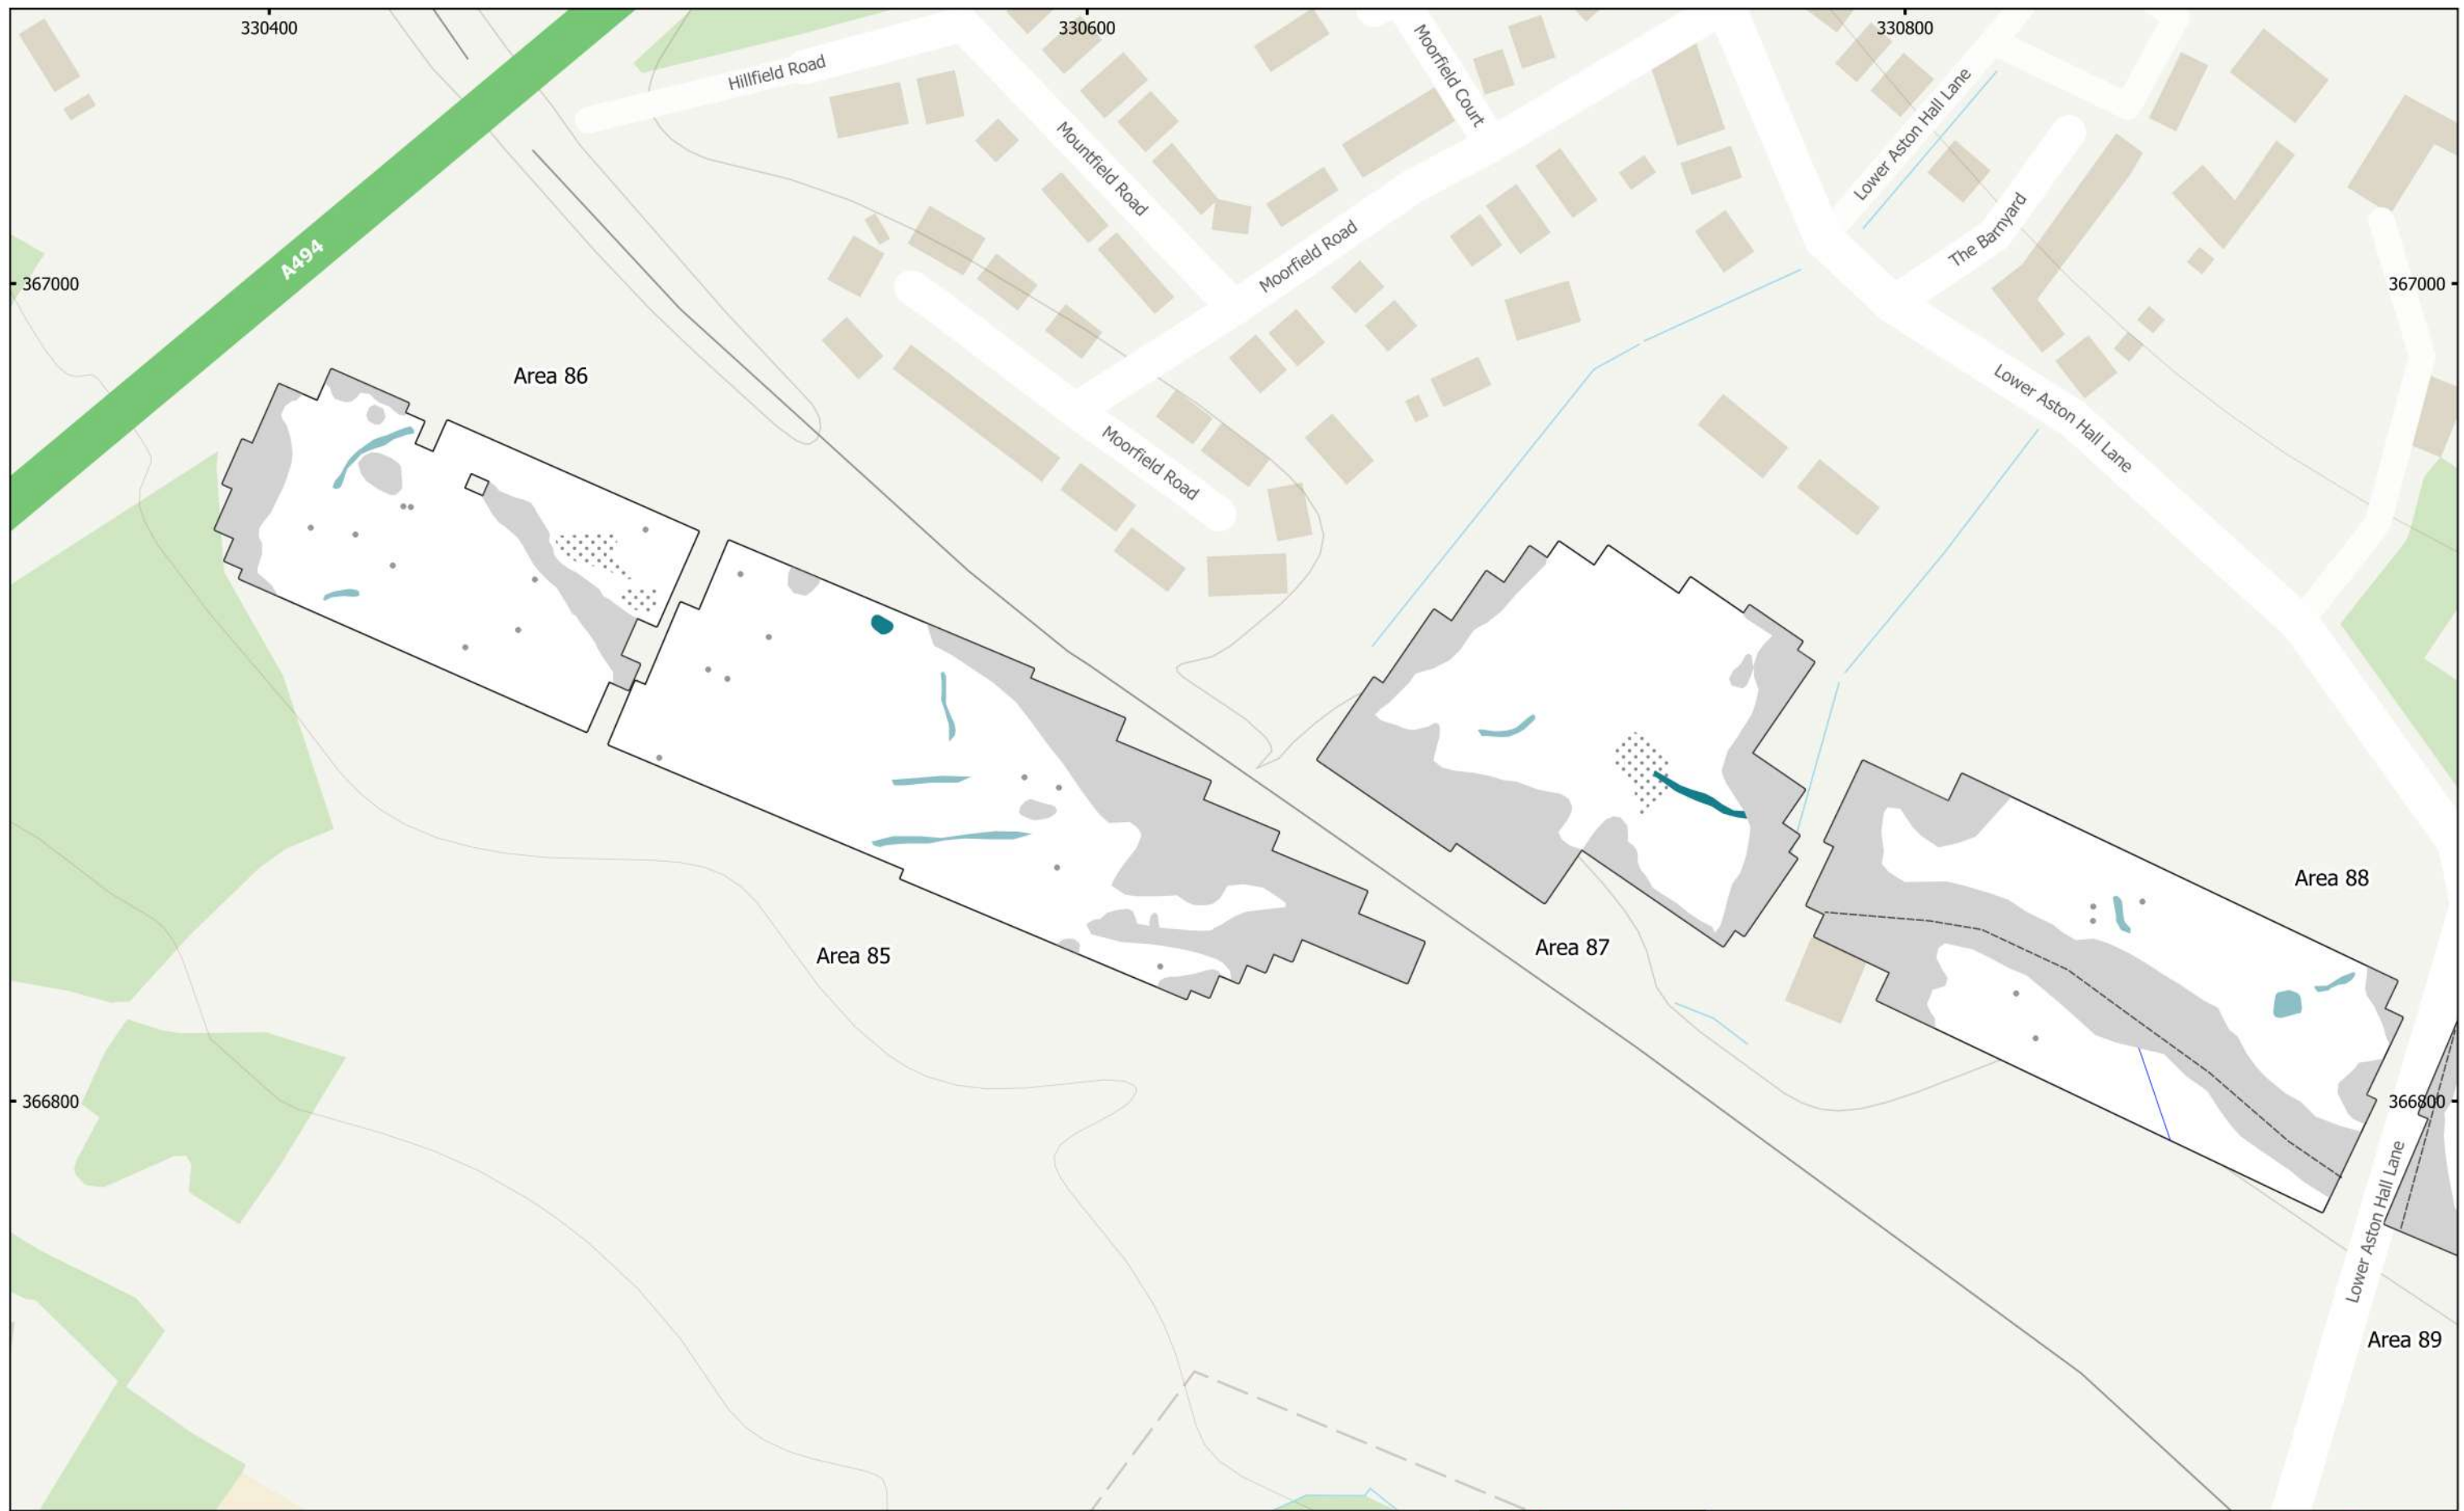 330400
330600
330800
Hillfield Road
Moorfield Court
Lower Aston Hall Lane
Mountfield Road
The Barnyard
A494
Moorfield Road
367000
367000
Area 86
Lower Aston Hall Lane
Moorfield Road
Area 88
Area 85
Area 87
366800
366800
Lower Aston Hall Lane
Area 89